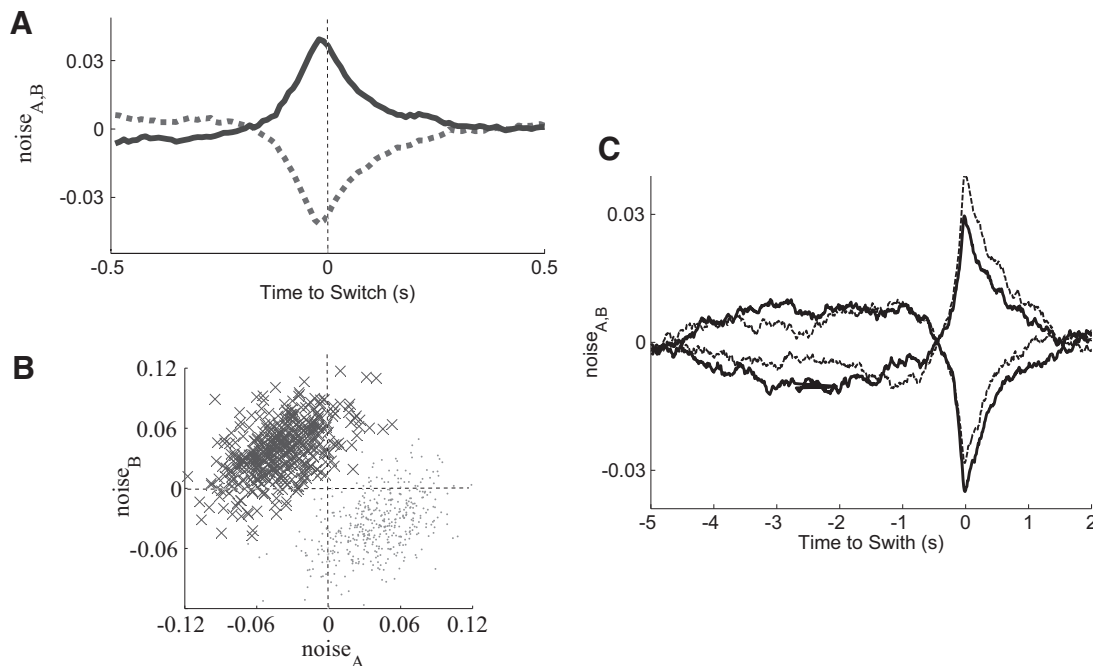 A
noise_A,B
0.03
0
-0.03
-0.5
0
0.5
Time to Switch (s)
B
noise_B
0.12
0.06
0
-0.06
-0.12
-0.06
0
0.06
0.12
noise_A
C
noise_A,B
0.03
0
-0.03
-5
-4
-3
-2
-1
0
1
2
Time to Swith (s)